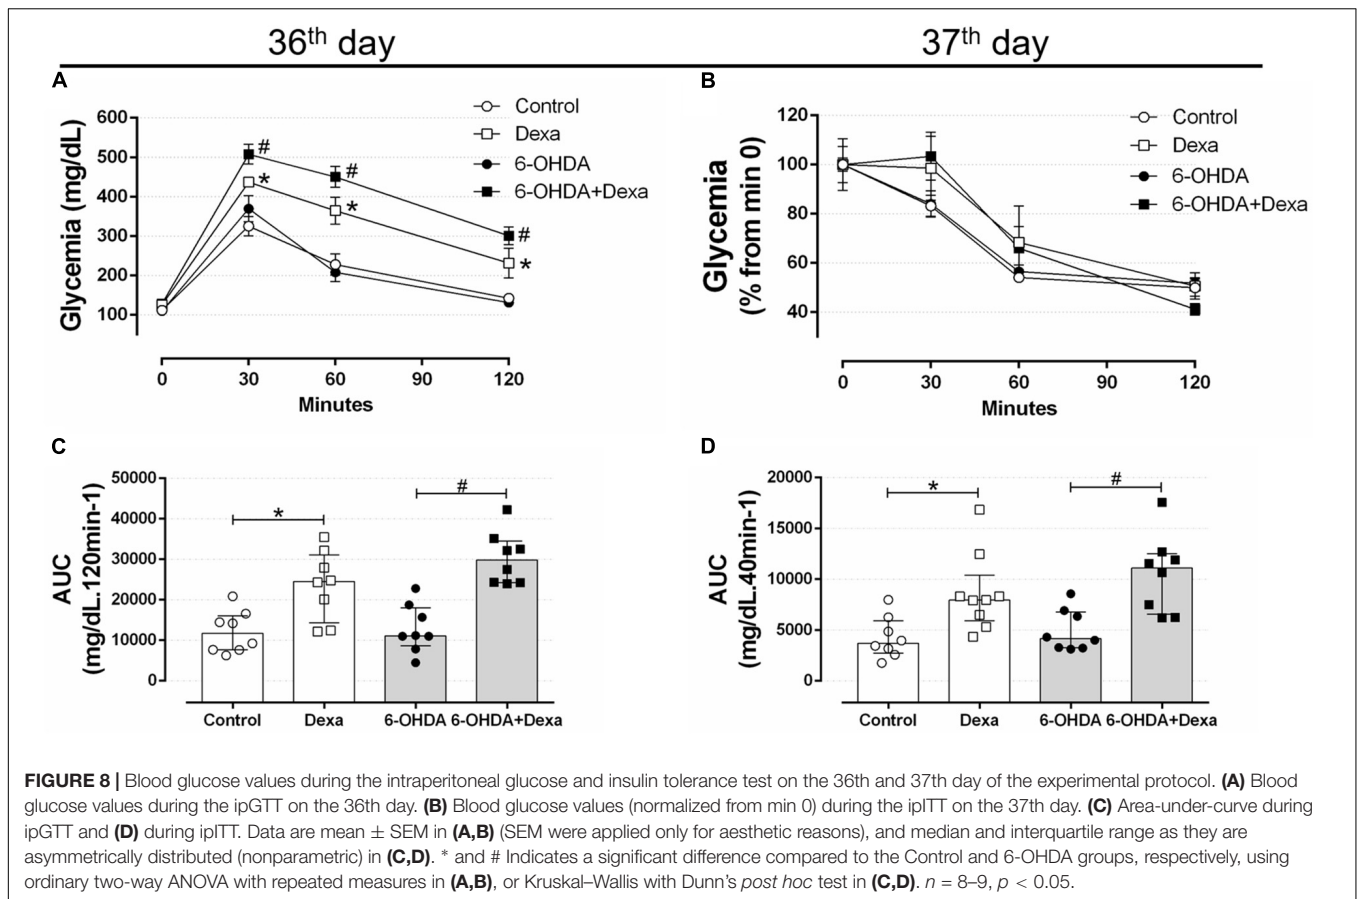 36th day
37th day
A
Control
Dexa
6-OHDA
6-OHDA+Dexa
Glycemia (mg/dL)
600
500
400
300
200
100
#
*
#
*
#
*
0
30
60
90
120
Minutes
B
Control
Dexa
6-OHDA
6-OHDA+Dexa
Glycemia
(% from min 0)
120
100
80
60
40
0
30
60
90
120
Minutes
C
AUC
(mg/dL.120min-1)
50000
40000
30000
20000
10000
0
*
#
Control
Dexa
6-OHDA
6-OHDA+Dexa
D
AUC
(mg/dL.40min-1)
20000
15000
10000
5000
0
*
#
Control
Dexa
6-OHDA
6-OHDA+Dexa
FIGURE 8 | Blood glucose values during the intraperitoneal glucose and insulin tolerance test on the 36th and 37th day of the experimental protocol. (A) Blood
glucose values during the ipGTT on the 36th day. (B) Blood glucose values (normalized from min 0) during the ipITT on the 37th day. (C) Area-under-curve during
ipGTT and (D) during ipITT. Data are mean ± SEM in (A,B) (SEM were applied only for aesthetic reasons), and median and interquartile range as they are
asymmetrically distributed (nonparametric) in (C,D). * and # Indicates a significant difference compared to the Control and 6-OHDA groups, respectively, using
ordinary two-way ANOVA with repeated measures in (A,B), or Kruskal–Wallis with Dunn's post hoc test in (C,D). n = 8–9, p < 0.05.